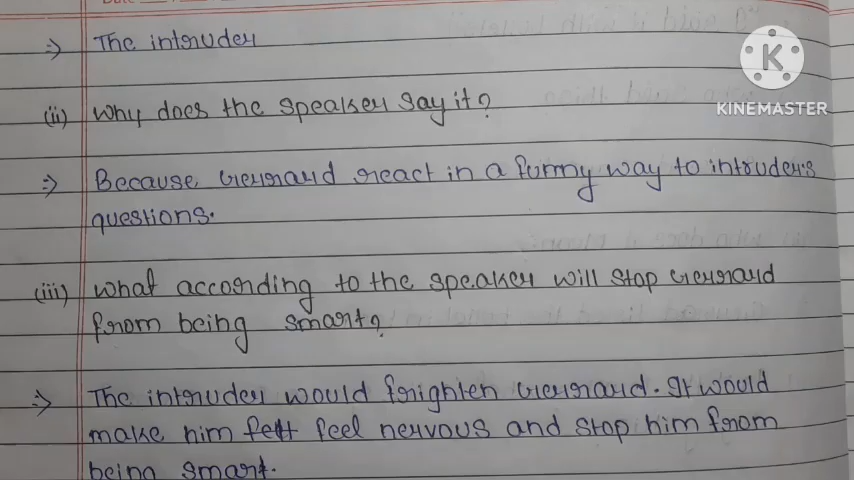 ⇒ The intruder
(ii) Why does the speaker say it?
⇒ Because Gerrard react in a funny way to intruder's
questions.
(iii) What according to the speaker will stop Gerrard
from being smart?
⇒ The intruder would frighten Gerrard. It would
make him feel nervous and stop him from
being smart.
KINEMASTER